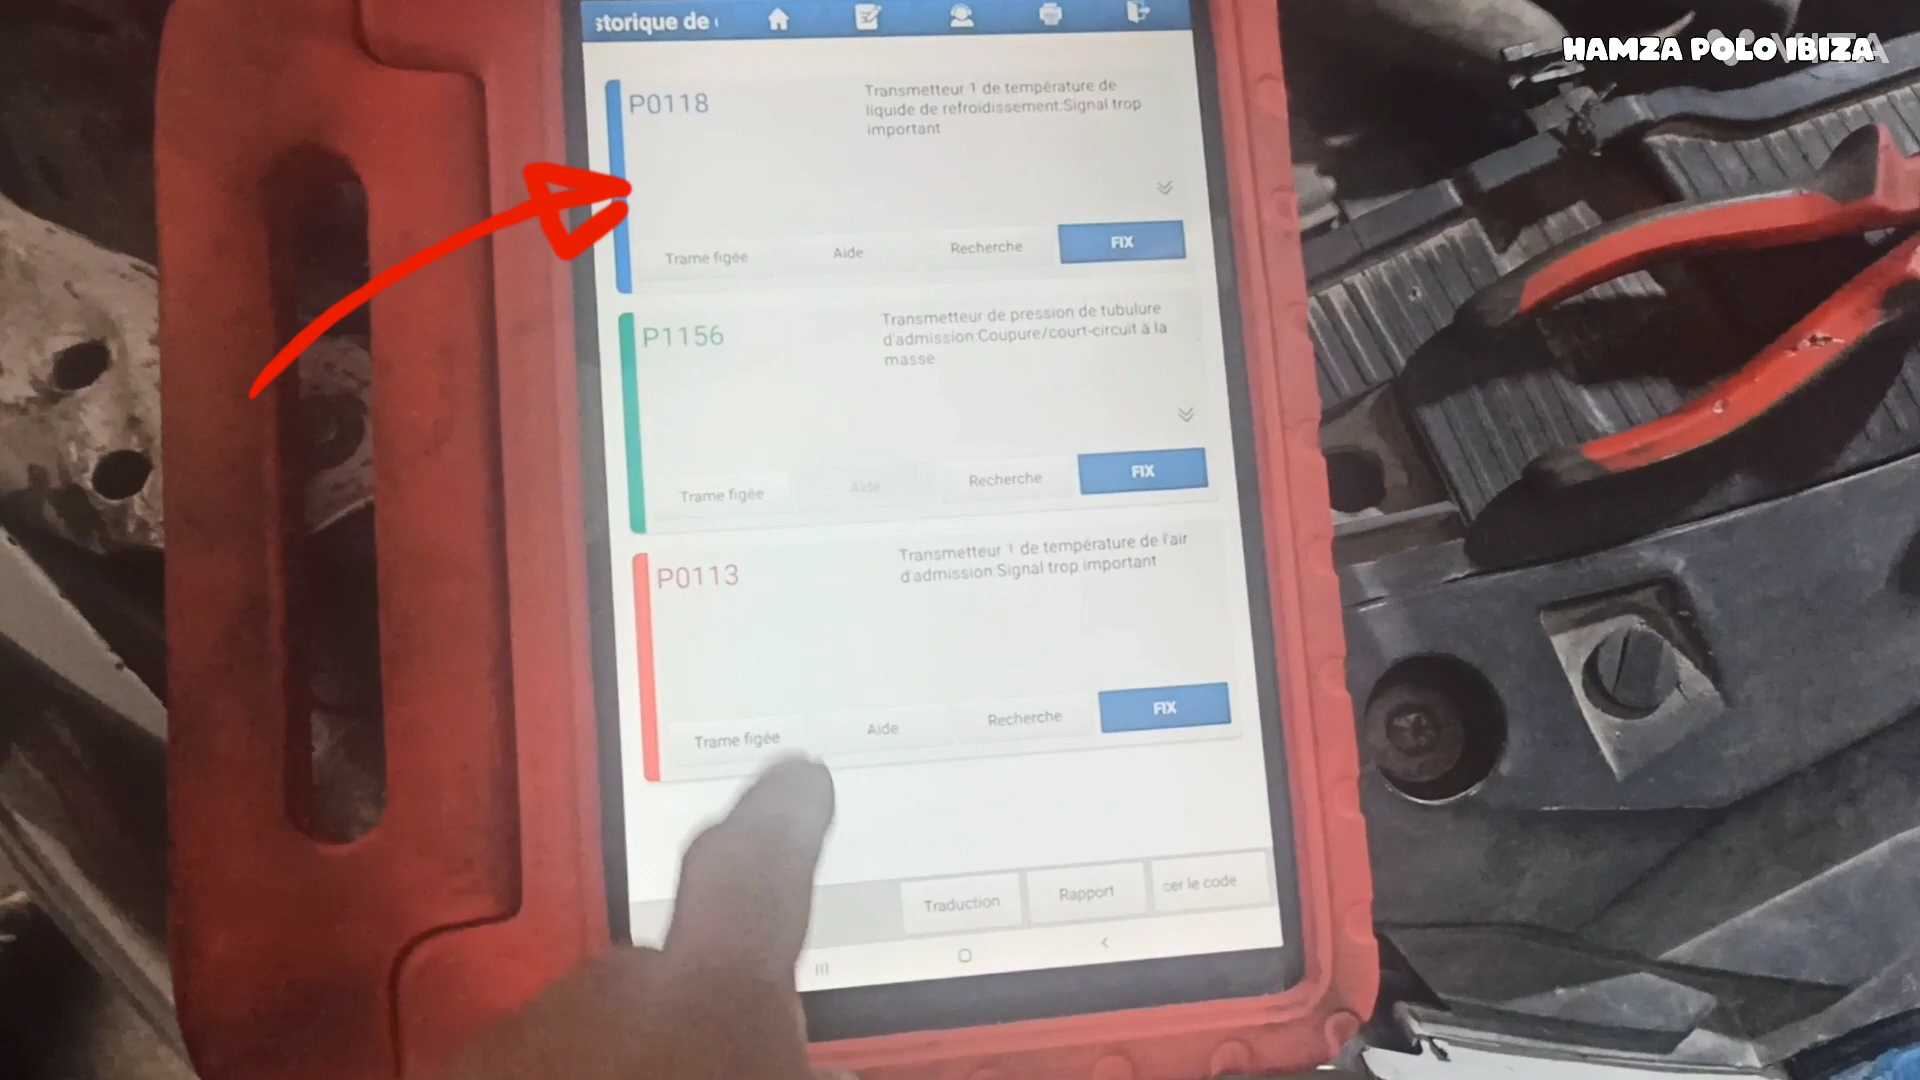 storique de
HAMZA POLO IBIZA
P0118
Transmetteur 1 de température de
liquide de refroidissement:Signal trop
important
Trame figée
Aide
Recherche
FIX
P1156
Transmetteur de pression de tubulure
d'admission:Coupure/court-circuit à la
masse
Trame figée
Aide
Recherche
FIX
P0113
Transmetteur 1 de température de l'air
d'admission:Signal trop important
Trame figée
Aide
Recherche
FIX
Traduction
Rapport
cer le code